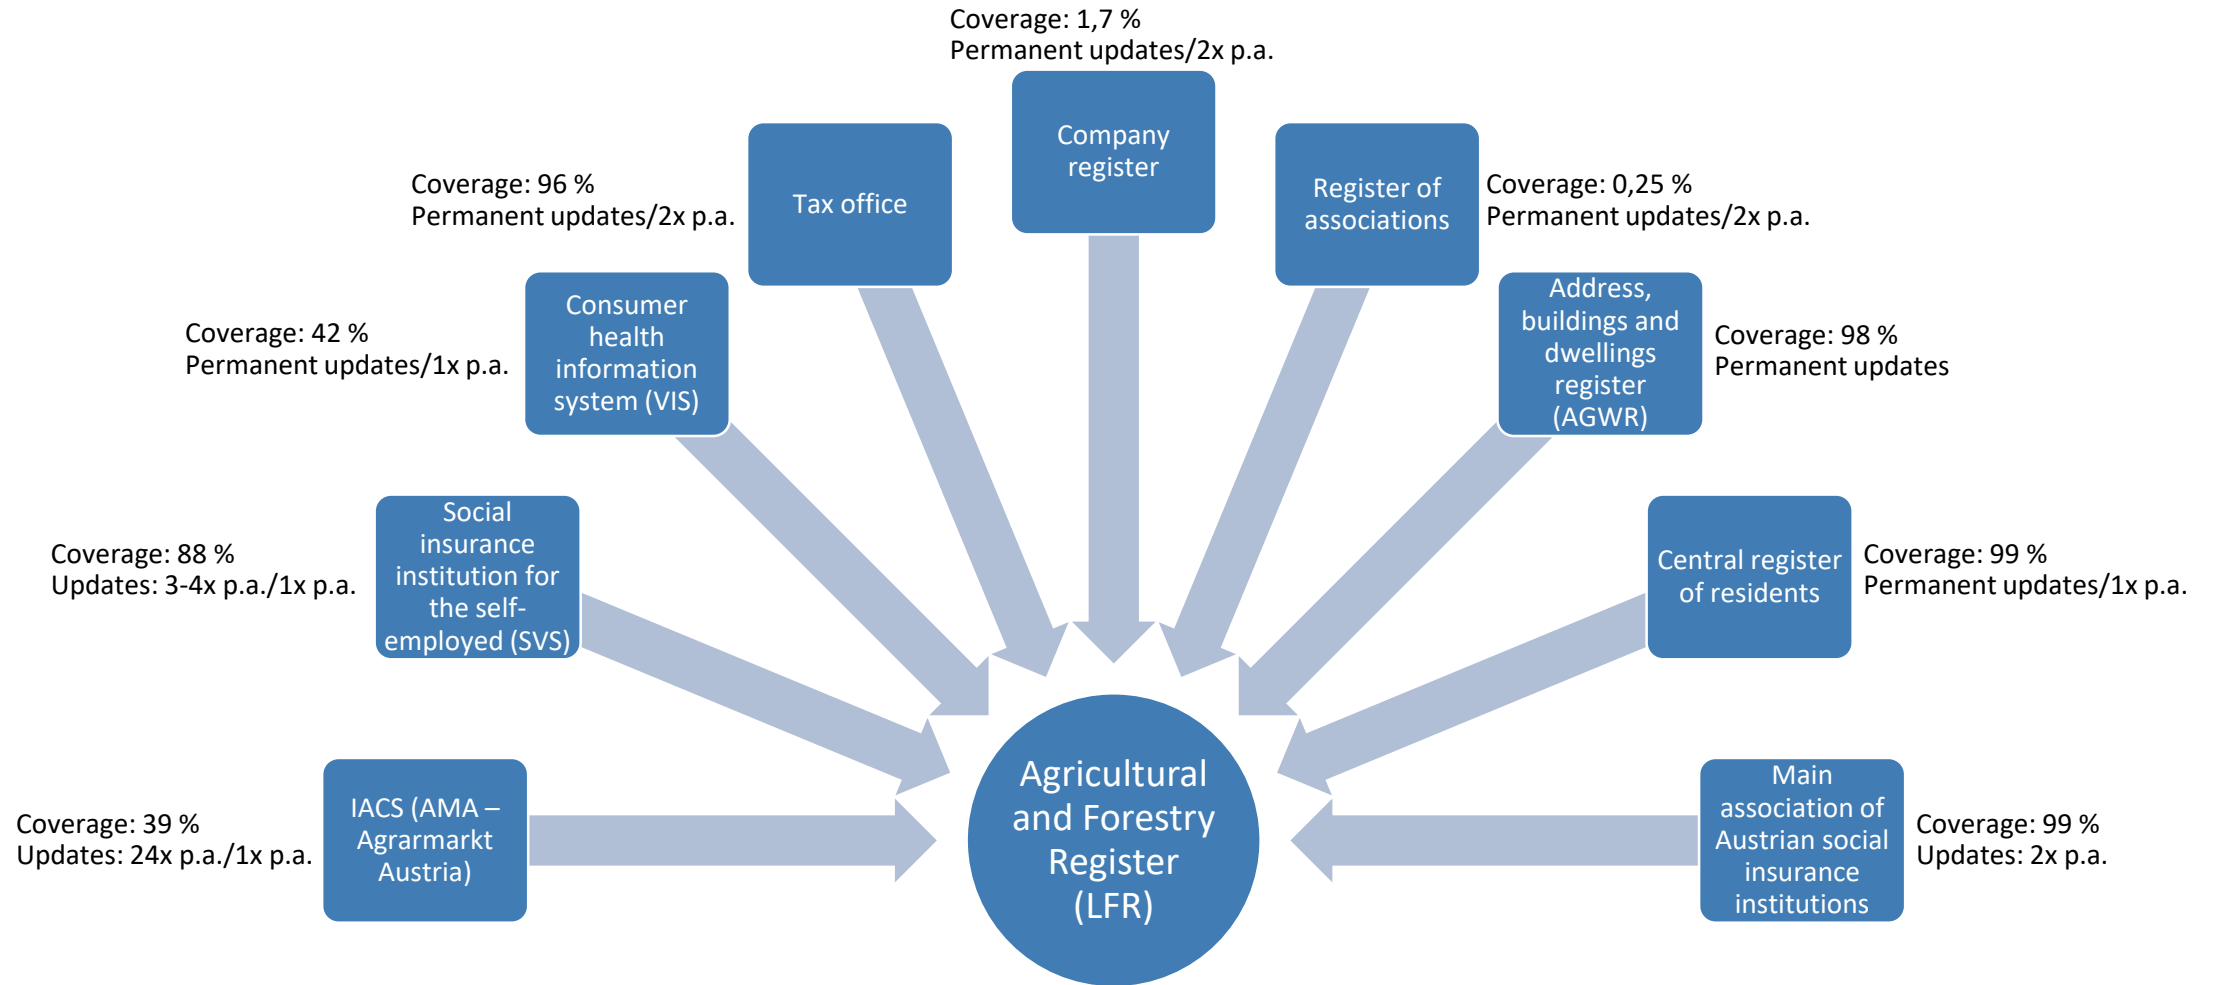 Coverage: 1,7 %
Permanent updates/2x p.a.
Company
register
Coverage: 96 %
Permanent updates/2x p.a.
Tax office
Register of
associations
Coverage: 0,25 %
Permanent updates/2x p.a.
Coverage: 42 %
Permanent updates/1x p.a.
Consumer
health
information
system (VIS)
Address,
buildings and
dwellings
register
(AGWR)
Coverage: 98 %
Permanent updates
Coverage: 88 %
Updates: 3-4x p.a./1x p.a.
Social
insurance
institution for
the self-
employed (SVS)
Central register
of residents
Coverage: 99 %
Permanent updates/1x p.a.
Coverage: 39 %
Updates: 24x p.a./1x p.a.
IACS (AMA –
Agrarmarkt
Austria)
Agricultural
and Forestry
Register
(LFR)
Main
association of
Austrian social
insurance
institutions
Coverage: 99 %
Updates: 2x p.a.